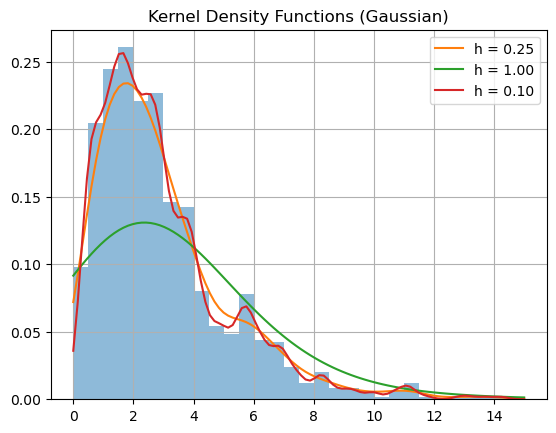 Kernel Density Functions (Gaussian)
h = 0.25
h = 1.00
h = 0.10
0.25
0.20
0.15
0.10
0.05
0.00
0 2 4 6 8 10 12 14